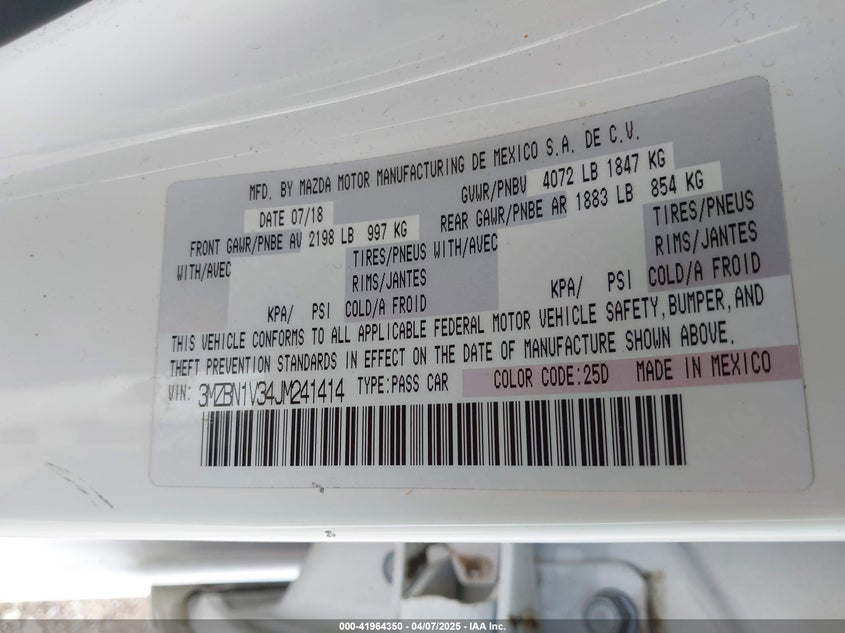 MFD. BY MAZDA MOTOR MANUFACTURING DE MEXICO S.A. DE C.V.
DATE 07/18 GVWR/PNBV 4072 LB 1847 KG
FRONT GAWR/PNBE AV 2198 LB 997 KG REAR GAWR/PNBE AR 1883 LB 854 KG
WITH/AVEC TIRES/PNEUS WITH/AVEC TIRES/PNEUS
RIMS/JANTES RIMS/JANTES
KPA/ PSI COLD/A FROID KPA/ PSI COLD/A FROID
THIS VEHICLE CONFORMS TO ALL APPLICABLE FEDERAL MOTOR VEHICLE SAFETY, BUMPER, AND
THEFT PREVENTION STANDARDS IN EFFECT ON THE DATE OF MANUFACTURE SHOWN ABOVE.
VIN: 3MZBN1V34JM241414 TYPE:PASS CAR COLOR CODE:25D MADE IN MEXICO
000-41964350 - 04/07/2025 - IAA Inc.